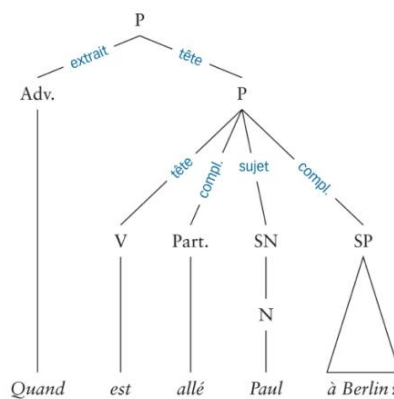 P
extrait tête
Adv. P
tête compl. sujet compl.
V Part. SN SP
N
Quand est allé Paul à Berlin ?